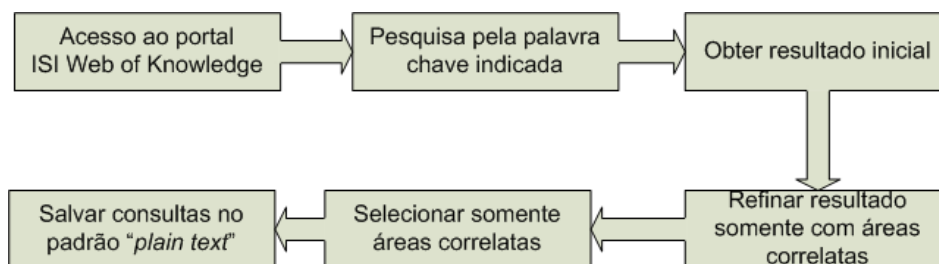 Acesso ao portal
ISI Web of Knowledge
Pesquisa pela palavra
chave indicada
Obter resultado inicial
Refinar resultado
somente com áreas
correlatas
Selecionar somente
áreas correlatas
Salvar consultas no
padrão “plain text”